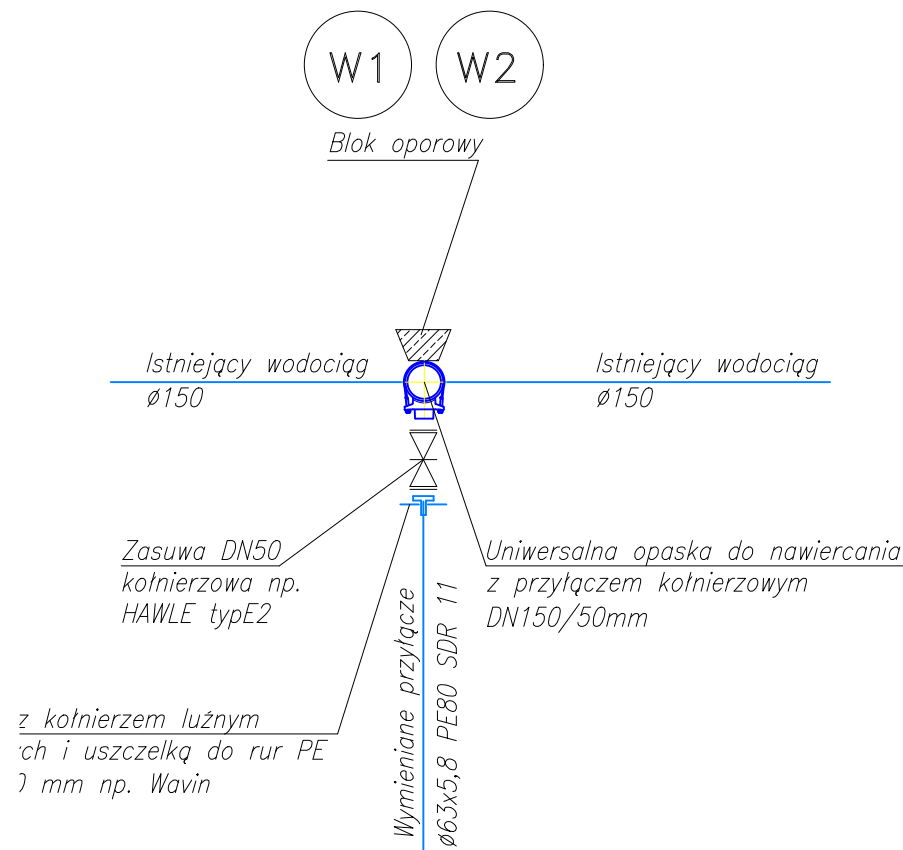 W1 W2
Blok oporowy
Istniejący wodociąg
ø150
Istniejący wodociąg
ø150
Zasuwa DN50
kołnierzowa np.
HAWLE typE2
Uniwersalna opaska do nawiercania
z przyłączem kołnierzowym
DN150/50mm
z kołnierzem luźnym
i uszczelką do rur PE
mm np. Wavin
Wymieniane przyłącze
ø63x5,8 PE80 SDR 11